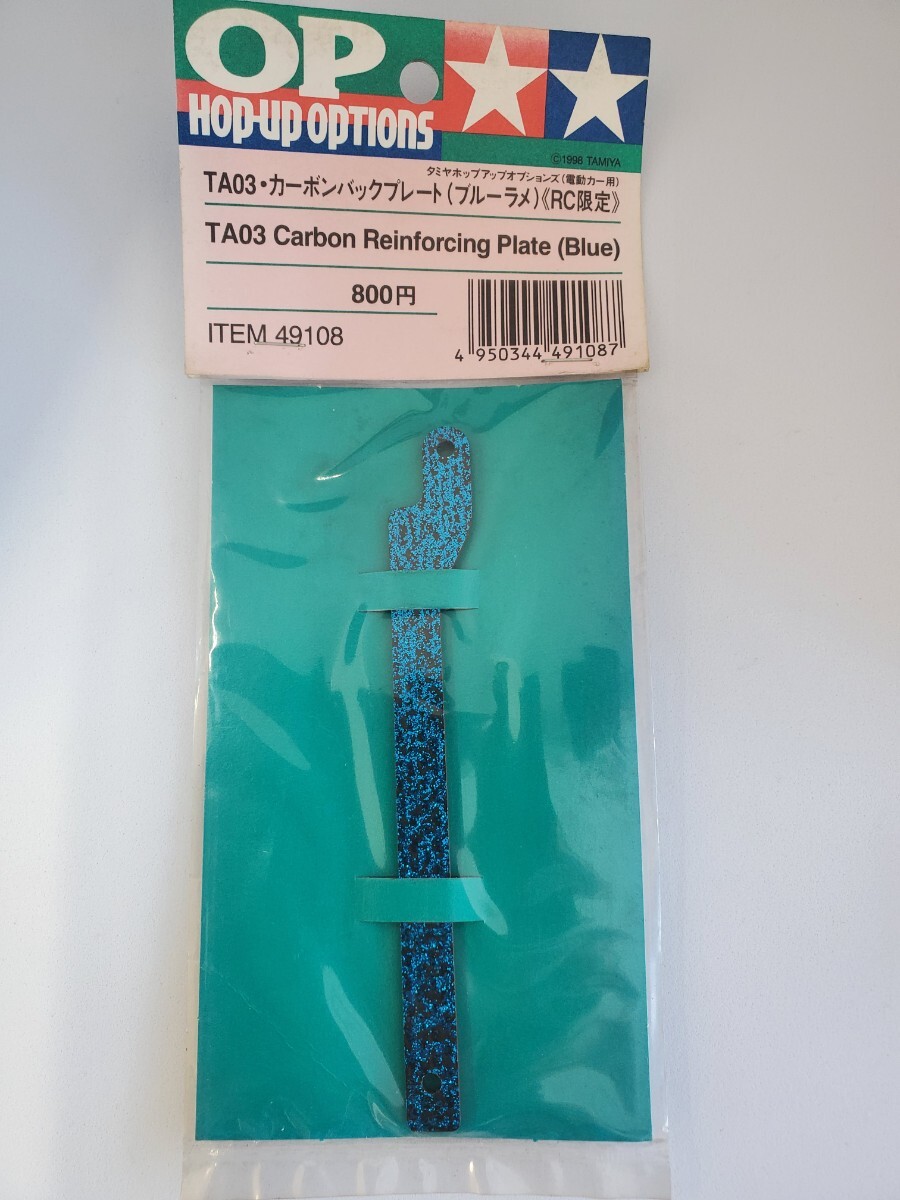 OP
HOP-UP OPTIONS
©1998 TAMIYA
タミヤホップアップオプションズ(電動カー用)
TA03・カーボンバックプレート(ブルーラメ)《RC限定》
TA03 Carbon Reinforcing Plate (Blue)
800円
ITEM 49108
4 950344 491087